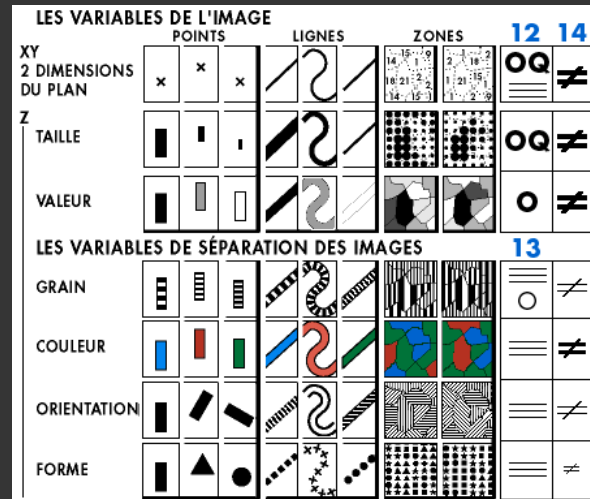 LES VARIABLES DE L'IMAGE
POINTS LIGNES ZONES 12 14
XY
2 DIMENSIONS
DU PLAN
OQ ≠
Z
TAILLE OQ ≠
VALEUR O ≠
LES VARIABLES DE SÉPARATION DES IMAGES 13
GRAIN O ≠
COULEUR ≠
ORIENTATION ≠
FORME ≠